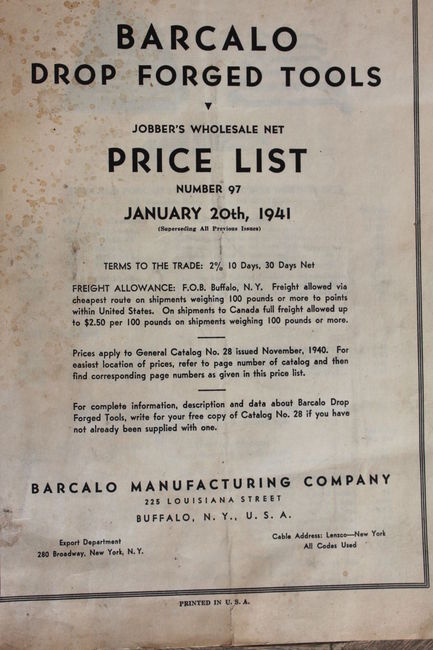 BARCALO
DROP FORGED TOOLS
JOBBER'S WHOLESALE NET
PRICE LIST
NUMBER 97
JANUARY 20th, 1941
(Superseding All Previous Issues)
TERMS TO THE TRADE: 2% 10 Days, 30 Days Net
FREIGHT ALLOWANCE: F.O.B. Buffalo, N. Y. Freight allowed via
cheapest route on shipments weighing 100 pounds or more to points
within United States. On shipments to Canada full freight allowed up
to $2.50 per 100 pounds on shipments weighing 100 pounds or more.
Prices apply to General Catalog No. 28 issued November, 1940. For
easiest location of prices, refer to page number of catalog and then
find corresponding page numbers as given in this price list.
For complete information, description and data about Barcalo Drop
Forged Tools, write for your free copy of Catalog No. 28 if you have
not already been supplied with one.
BARCALO MANUFACTURING COMPANY
225 LOUISIANA STREET
BUFFALO, N. Y., U. S. A.
Export Department
280 Broadway, New York, N. Y.
Cable Address: Lenzco—New York
All Codes Used
PRINTED IN U. S. A.